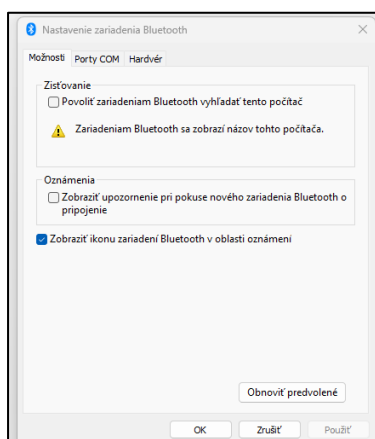 Nastavenie zariadenia Bluetooth
Možnosti Porty COM Hardvér
Zisťovanie
Povoliť zariadeniam Bluetooth vyhľadať tento počítač
Zariadeniam Bluetooth sa zobrazí názov tohto počítača.
Oznámenia
Zobraziť upozornenie pri pokuse nového zariadenia Bluetooth o
pripojenie
Zobraziť ikonu zariadení Bluetooth v oblasti oznámení
Obnoviť predvolené
OK Zrušiť Použiť